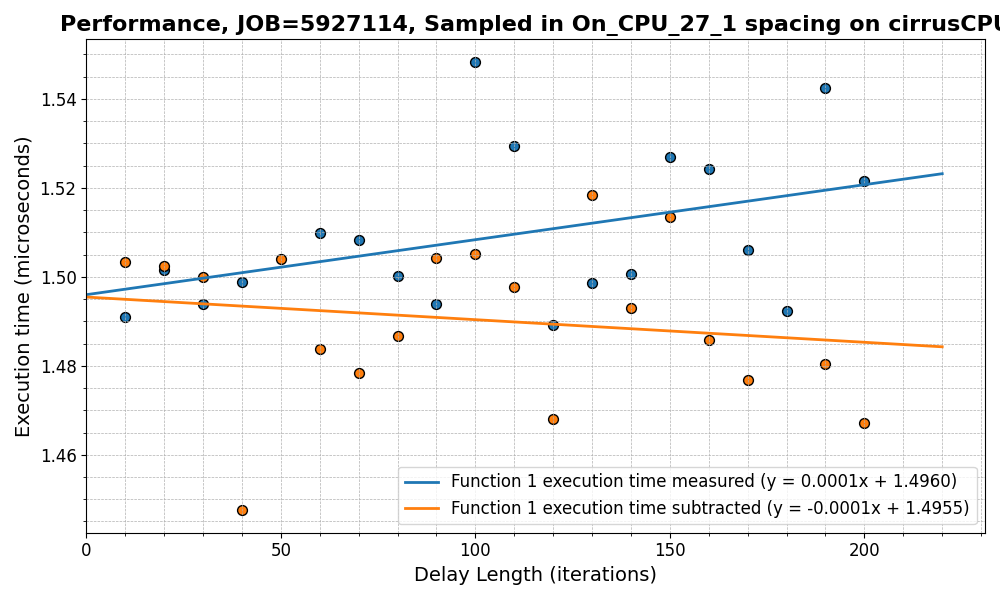 Performance, JOB=5927114, Sampled in On_CPU_27_1 spacing on cirrusCPU
Execution time (microseconds)
1.54
1.52
1.50
1.48
1.46
Function 1 execution time measured (y = 0.0001x + 1.4960)
Function 1 execution time subtracted (y = -0.0001x + 1.4955)
0
50
100
150
200
Delay Length (iterations)